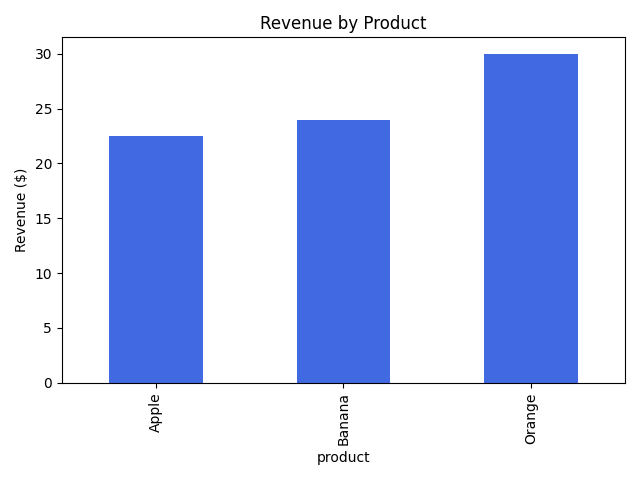 Revenue by Product
Revenue ($)
30
25
20
15
10
5
0
Apple
Banana
Orange
product